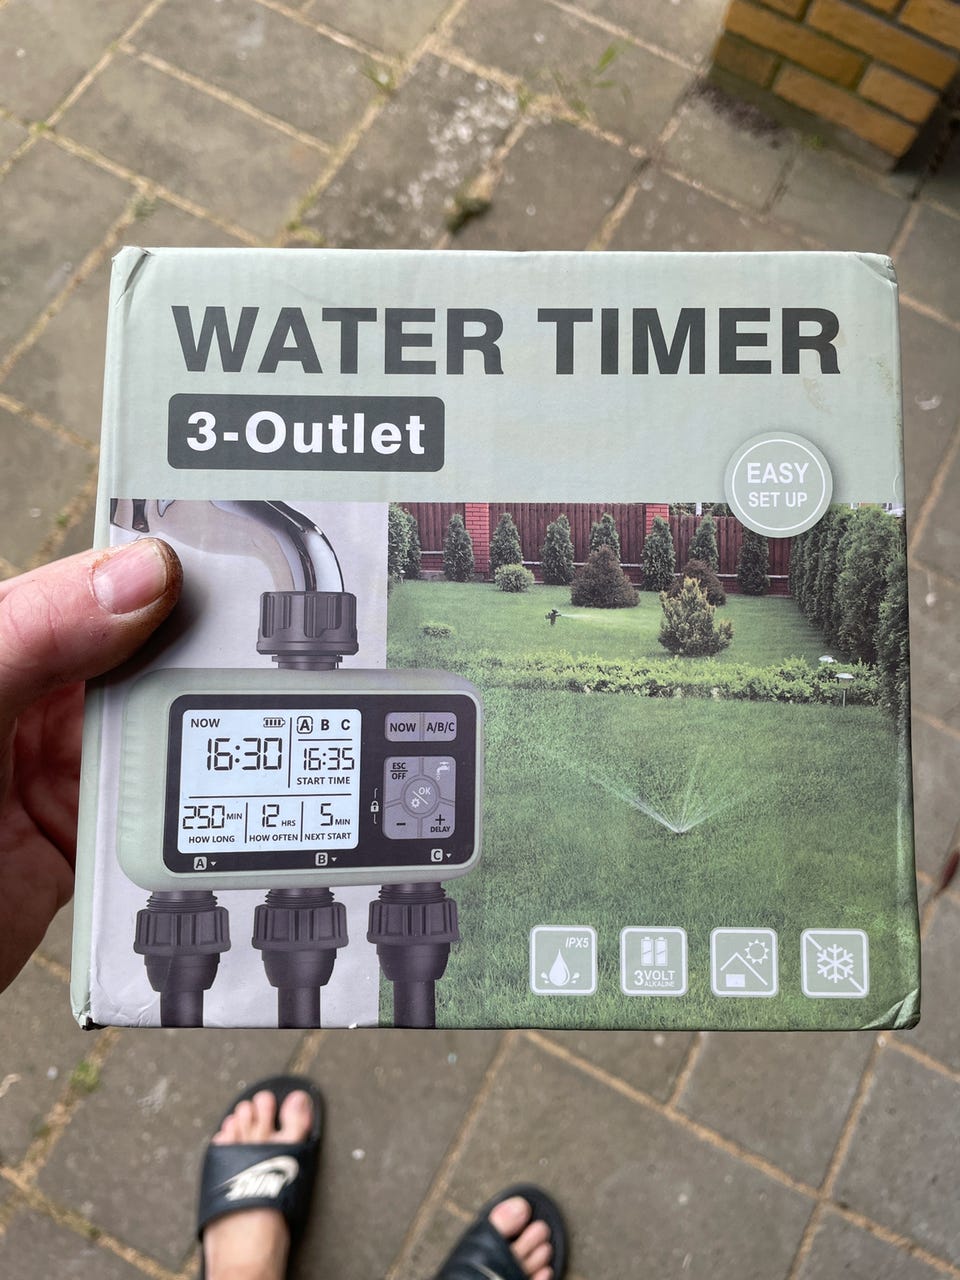 WATER TIMER
3-Outlet
EASY
SET UP
NOW
A B C
16:30
16:35
START TIME
250 MIN
HOW LONG
12 HRS
HOW OFTEN
5 MIN
NEXT START
NOW
A/B/C
ESC
OFF
OK
-
+
DELAY
A
B
C
IPX5
3VOLT
ALKALINE
NIKE